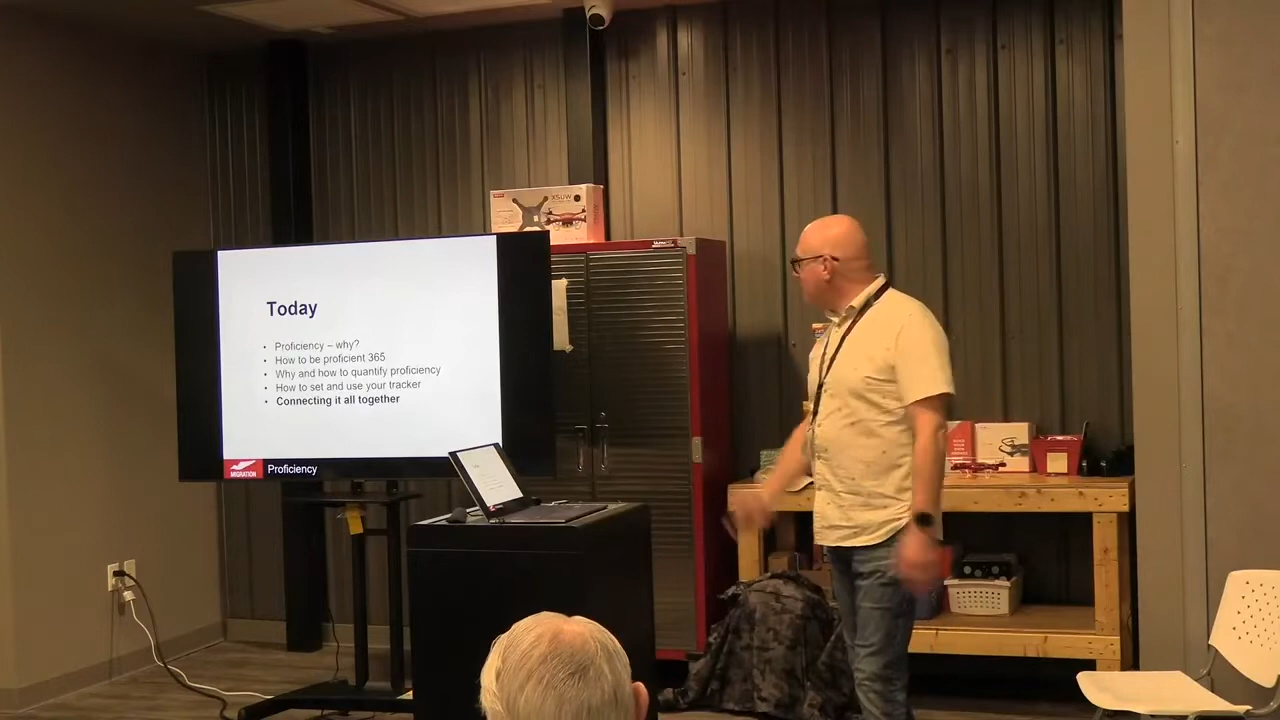 X5UW
Today
• Proficiency – why?
• How to be proficient 365
• Why and how to quantify proficiency
• How to set and use your tracker
• Connecting it all together
MIGRATION
Proficiency